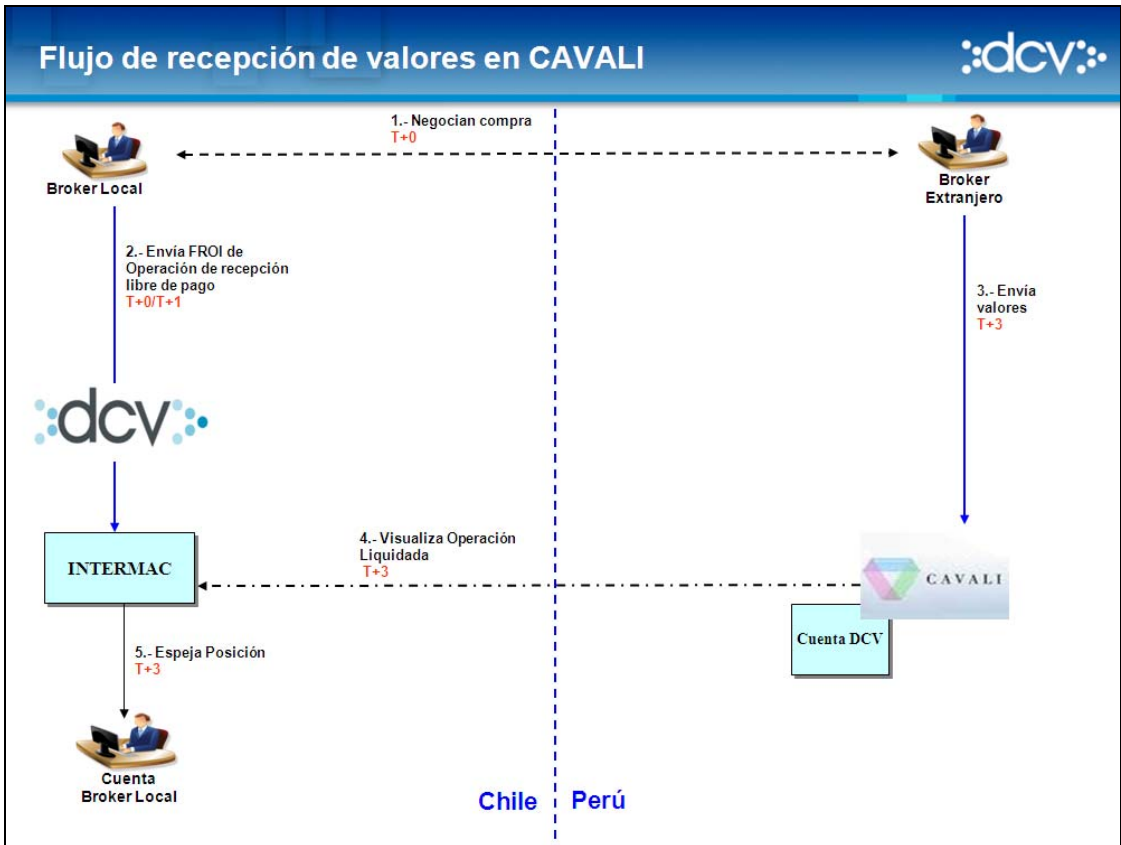 Flujo de recepción de valores en CAVALI
:dcv:
1.- Negocian compra
T+0
Broker Local
Broker
Extranjero
2.- Envía FROI de
Operación de recepción
libre de pago
T+0/T+1
3.- Envía
valores
T+3
dcv
4.- Visualiza Operación
Liquidada
T+3
INTERMAC
CAVALI
Cuenta DCV
5.- Espeja Posición
T+3
Cuenta
Broker Local
Chile
Perú